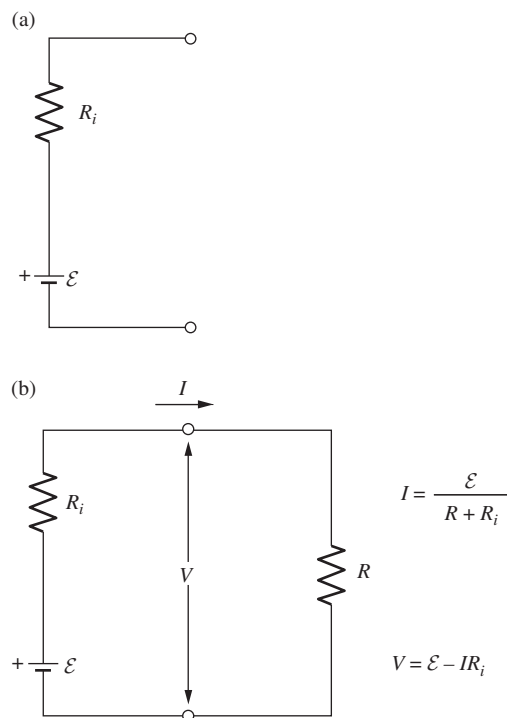 (a)
R_i
+ ℰ
(b)
I
R_i
I = ℰ / (R + R_i)
V
R
+ ℰ
V = ℰ – IR_i